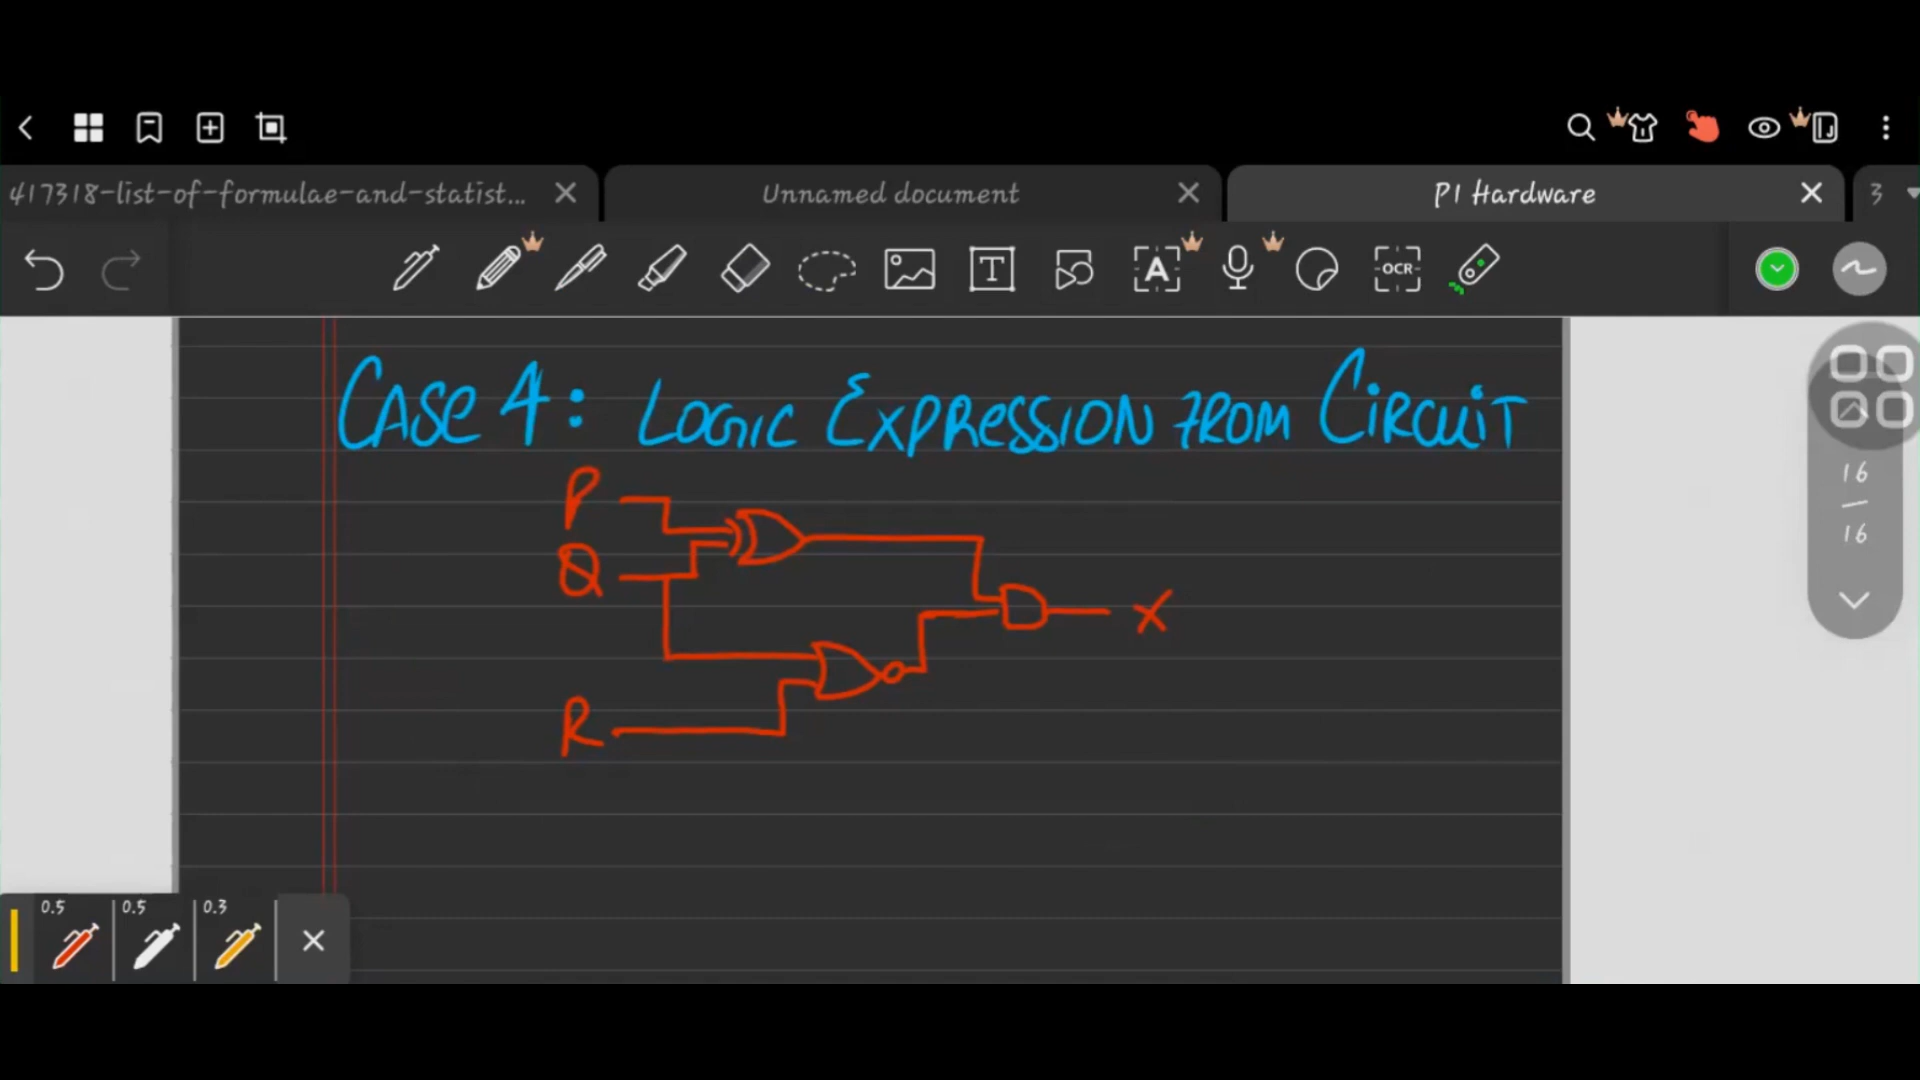 417318-list-of-formulae-and-statist...
Unnamed document
P1 Hardware
3
T
A
OCR
CASE 4: LOGIC EXPRESSION FROM CIRCUIT
P
Q
X
R
16
16
0.5
0.5
0.3